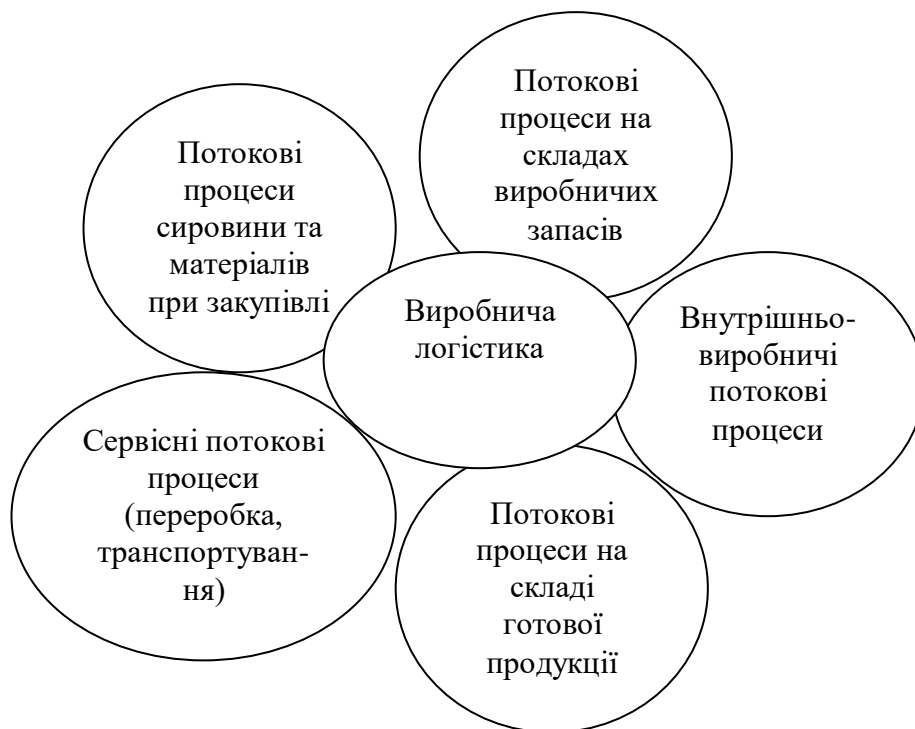 Потокові
процеси
сировини та
матеріалів
при закупівлі
Потокові
процеси на
складах
виробничих
запасів
Виробнича
логістика
Внутрішньо-
виробничі
потокові
процеси
Сервісні потокові
процеси
(переробка,
транспортуван-
ня)
Потокові
процеси на
складі
готової
продукції